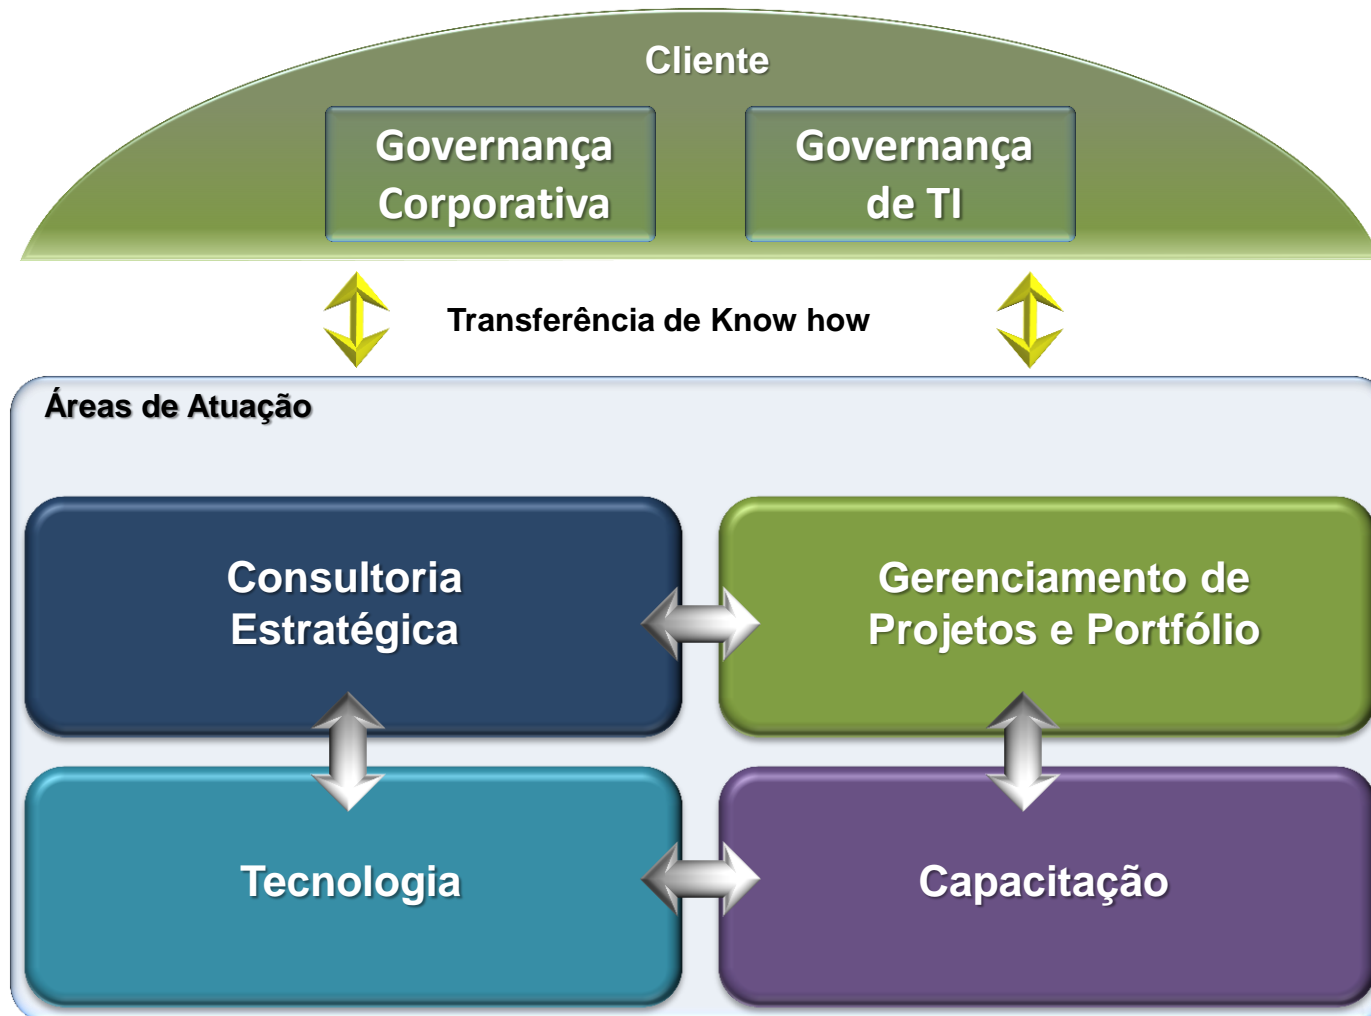 Cliente
Governança
Corporativa
Governança
de TI
Transferência de Know how
Áreas de Atuação
Consultoria
Estratégica
Gerenciamento de
Projetos e Portfólio
Tecnologia
Capacitação